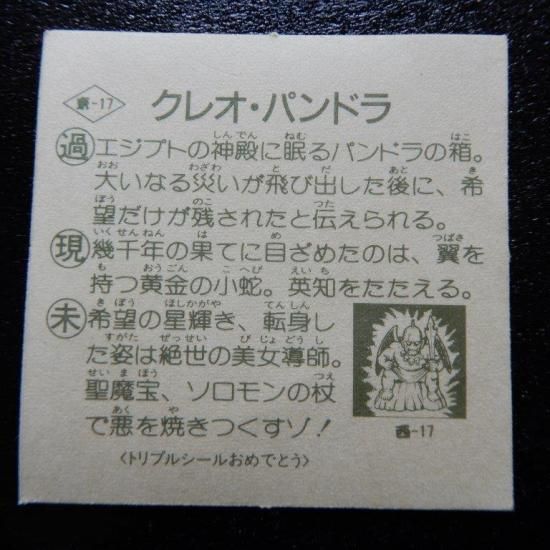 東-17
クレオ・パンドラ
過 エジプトの神殿に眠るパンドラの箱。
大いなる災いが飛び出した後に、希
望だけが残されたと伝えられる。
現 幾千年の果てに目ざめたのは、翼を
持つ黄金の小蛇。英知をたたえる。
未 希望の星輝き、転身し
た姿は絶世の美女導師。
聖魔宝、ソロモンの杖
で悪を焼きつくすゾ!
西-17
〈トリプルシールおめでとう〉